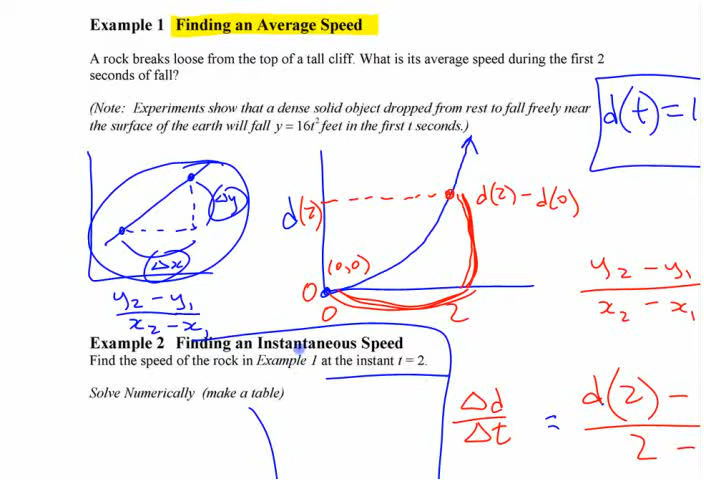 Example 1 Finding an Average Speed
A rock breaks loose from the top of a tall cliff. What is its average speed during the first 2
seconds of fall?
(Note: Experiments show that a dense solid object dropped from rest to fall freely near
the surface of the earth will fall y = 16t² feet in the first t seconds.)
d(t) = 1
Δy
Δx
y₂ − y₁
x₂ − x₁
d(2)
d(2) − d(0)
(0,0)
0
0
2
y₂ − y₁
x₂ − x₁
Example 2 Finding an Instantaneous Speed
Find the speed of the rock in Example 1 at the instant t = 2.
Solve Numerically (make a table)
Δd
Δt
=
d(2) −
2 −